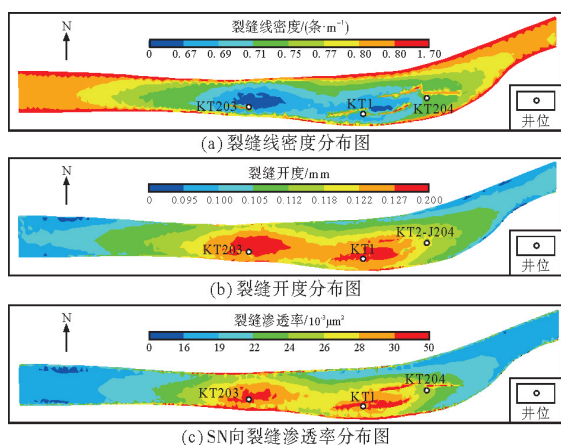 N
裂缝线密度/(条·m⁻¹)
0 0.67 0.69 0.71 0.75 0.77 0.80 0.80 1.70
KT203 KT1 KT204
井位
(a) 裂缝线密度分布图
N
裂缝开度/mm
0 0.095 0.100 0.105 0.112 0.118 0.122 0.127 0.200
KT203 KT1 KT2-J204
井位
(b) 裂缝开度分布图
N
裂缝渗透率/10⁻³μm²
0 16 19 22 24 26 28 30 50
KT203 KT1 KT204
井位
(c) SN向裂缝渗透率分布图